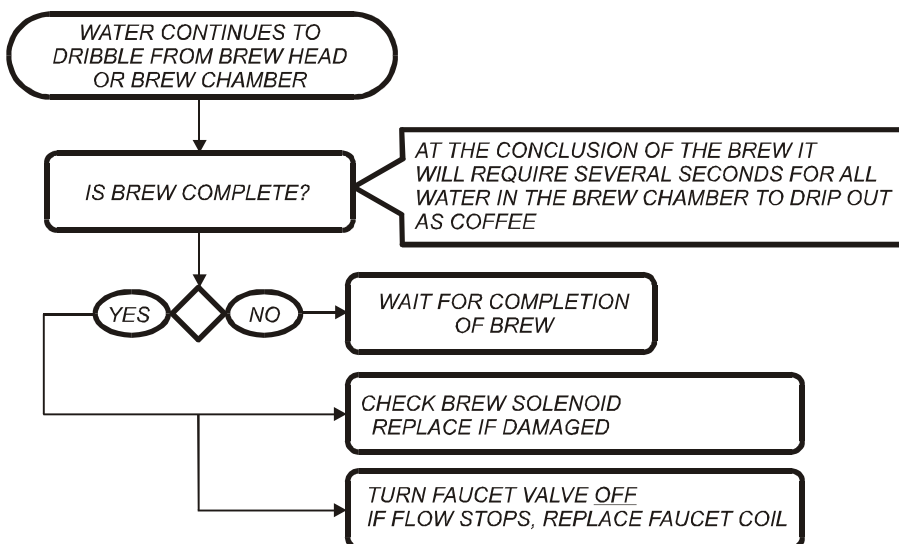 WATER CONTINUES TO
DRIBBLE FROM BREW HEAD
OR BREW CHAMBER
IS BREW COMPLETE?
AT THE CONCLUSION OF THE BREW IT
WILL REQUIRE SEVERAL SECONDS FOR ALL
WATER IN THE BREW CHAMBER TO DRIP OUT
AS COFFEE
YES
NO
WAIT FOR COMPLETION
OF BREW
CHECK BREW SOLENOID
REPLACE IF DAMAGED
TURN FAUCET VALVE OFF
IF FLOW STOPS, REPLACE FAUCET COIL